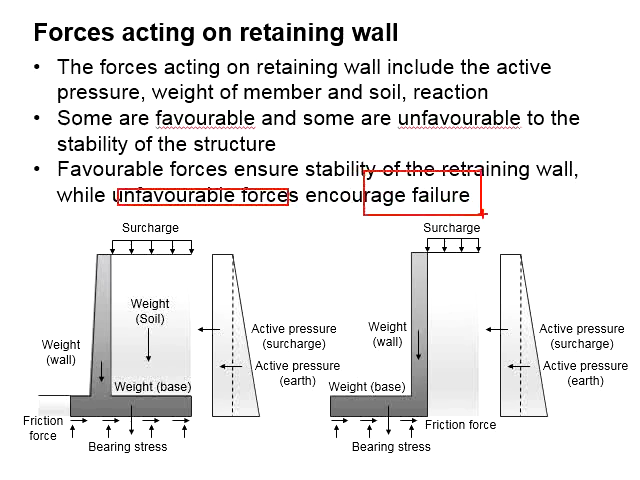 Forces acting on retaining wall
• The forces acting on retaining wall include the active
pressure, weight of member and soil, reaction
• Some are favourable and some are unfavourable to the
stability of the structure
• Favourable forces ensure stability of the retraining wall,
while unfavourable forces encourage failure
Surcharge
Weight
(Soil)
Weight
(wall)
Weight (base)
Friction
force
Bearing stress
Active pressure
(surcharge)
Active pressure
(earth)
Surcharge
Weight
(wall)
Weight (base)
Friction force
Bearing stress
Active pressure
(surcharge)
Active pressure
(earth)